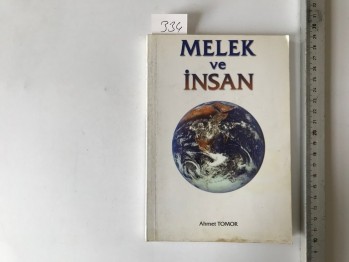 334
MELEK
ve
İNSAN
Ahmet TOMOR